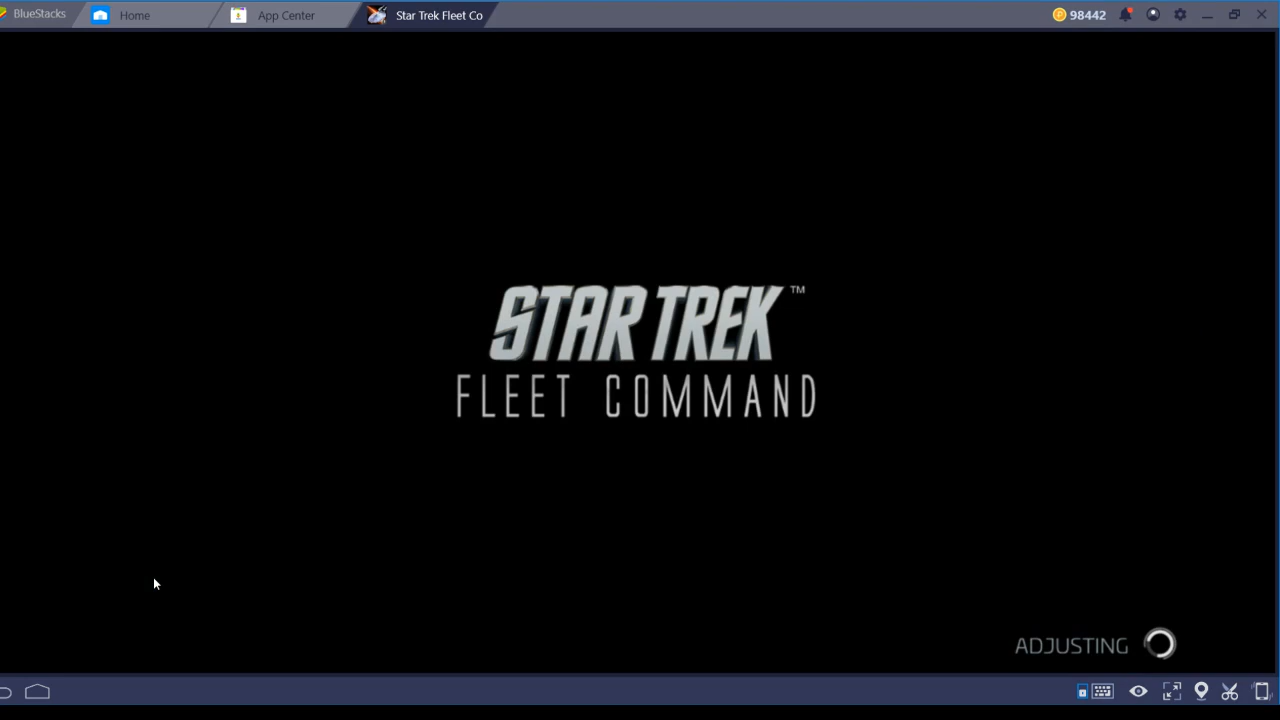 BlueStacks
Home
App Center
Star Trek Fleet Co
98442
STAR TREK™
FLEET COMMAND
ADJUSTING